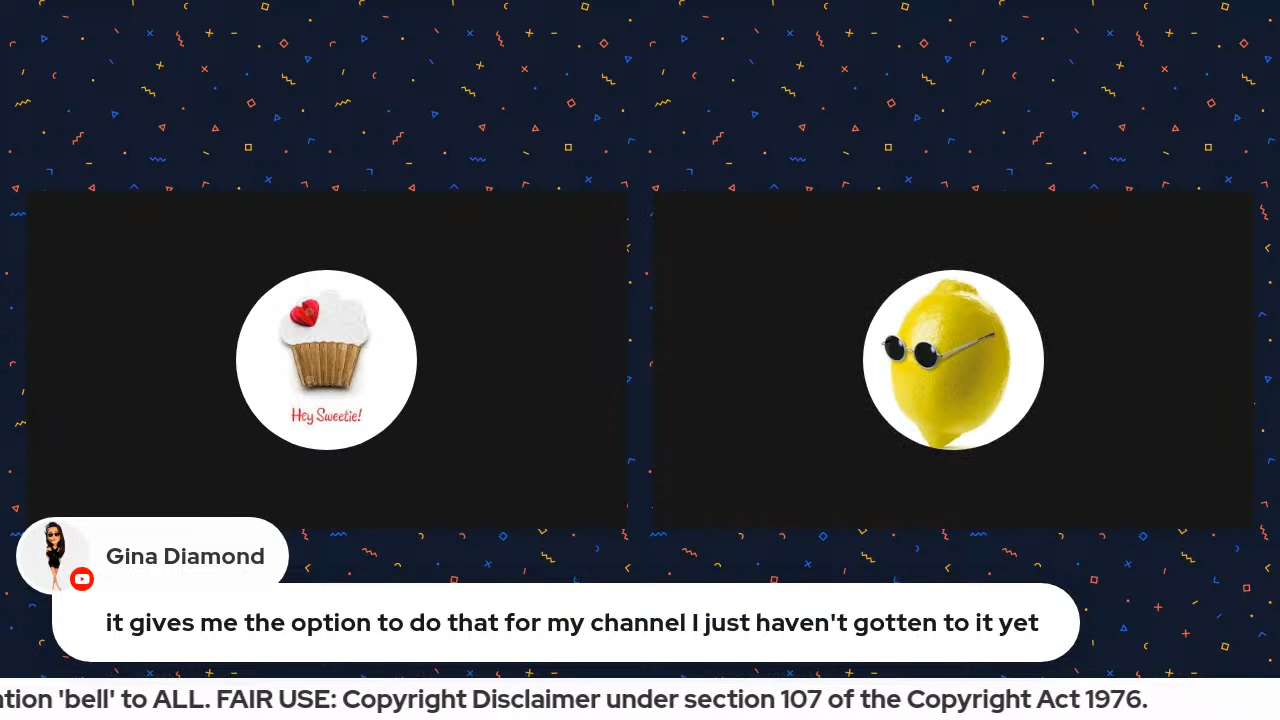 Hey Sweetie!
Gina Diamond
it gives me the option to do that for my channel I just haven't gotten to it yet
'bell' to ALL. FAIR USE: Copyright Disclaimer under section 107 of the Copyright Act 1976.